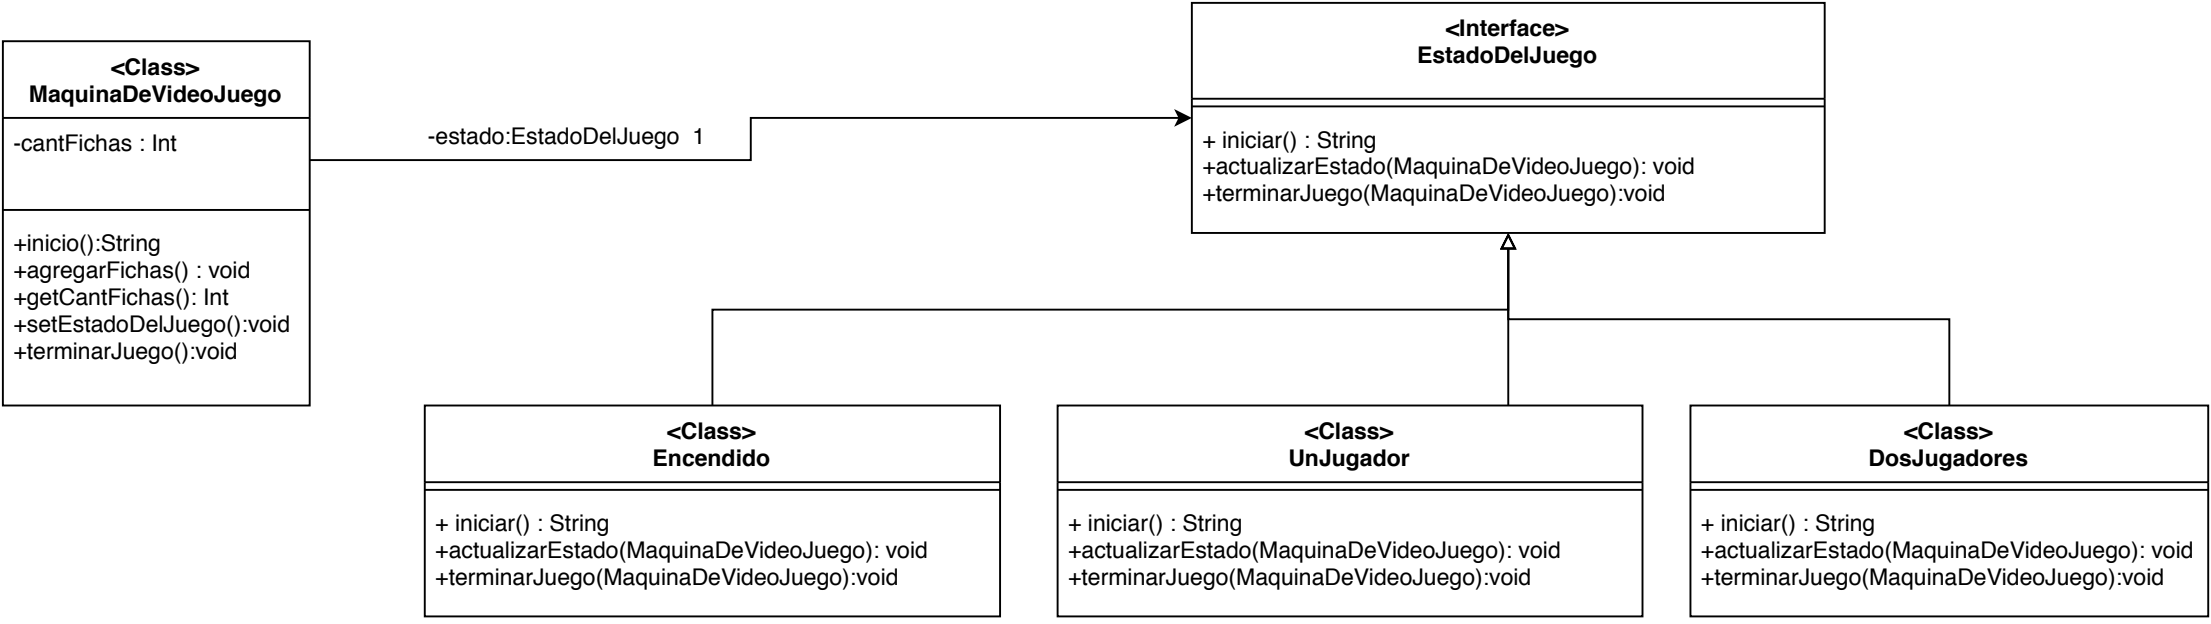 <Class>
MaquinaDeVideoJuego
-cantFichas : Int
+inicio():String
+agregarFichas() : void
+getCantFichas(): Int
+setEstadoDelJuego():void
+terminarJuego():void
-estado:EstadoDelJuego 1
<Interface>
EstadoDelJuego
+ iniciar() : String
+actualizarEstado(MaquinaDeVideoJuego): void
+terminarJuego(MaquinaDeVideoJuego):void
<Class>
Encendido
+ iniciar() : String
+actualizarEstado(MaquinaDeVideoJuego): void
+terminarJuego(MaquinaDeVideoJuego):void
<Class>
UnJugador
+ iniciar() : String
+actualizarEstado(MaquinaDeVideoJuego): void
+terminarJuego(MaquinaDeVideoJuego):void
<Class>
DosJugadores
+ iniciar() : String
+actualizarEstado(MaquinaDeVideoJuego): void
+terminarJuego(MaquinaDeVideoJuego):void